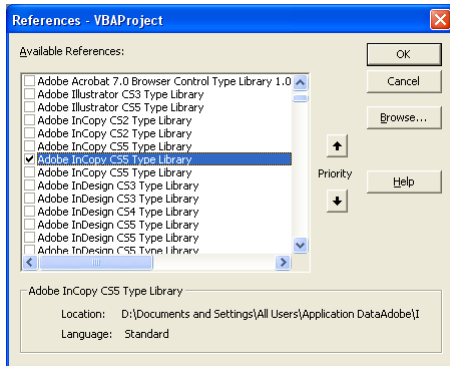 References - VBAProject
Available References:
OK
Adobe Acrobat 7.0 Browser Control Type Library 1.0
Cancel
Adobe Illustrator CS3 Type Library
Adobe Illustrator CS5 Type Library
Adobe InCopy CS2 Type Library
Browse...
Adobe InCopy CS2 Type Library
Adobe InCopy CS5 Type Library
Adobe InCopy CS5 Type Library
Adobe InCopy CS5 Type Library
Priority
Help
Adobe InDesign CS3 Type Library
Adobe InDesign CS3 Type Library
Adobe InDesign CS4 Type Library
Adobe InDesign CS5 Type Library
Adobe InDesign CS5 Type Library
Adobe InDesign CS5 Type Library
Adobe InCopy CS5 Type Library
Location: D:\Documents and Settings\All Users\Application DataAdobe\I
Language: Standard